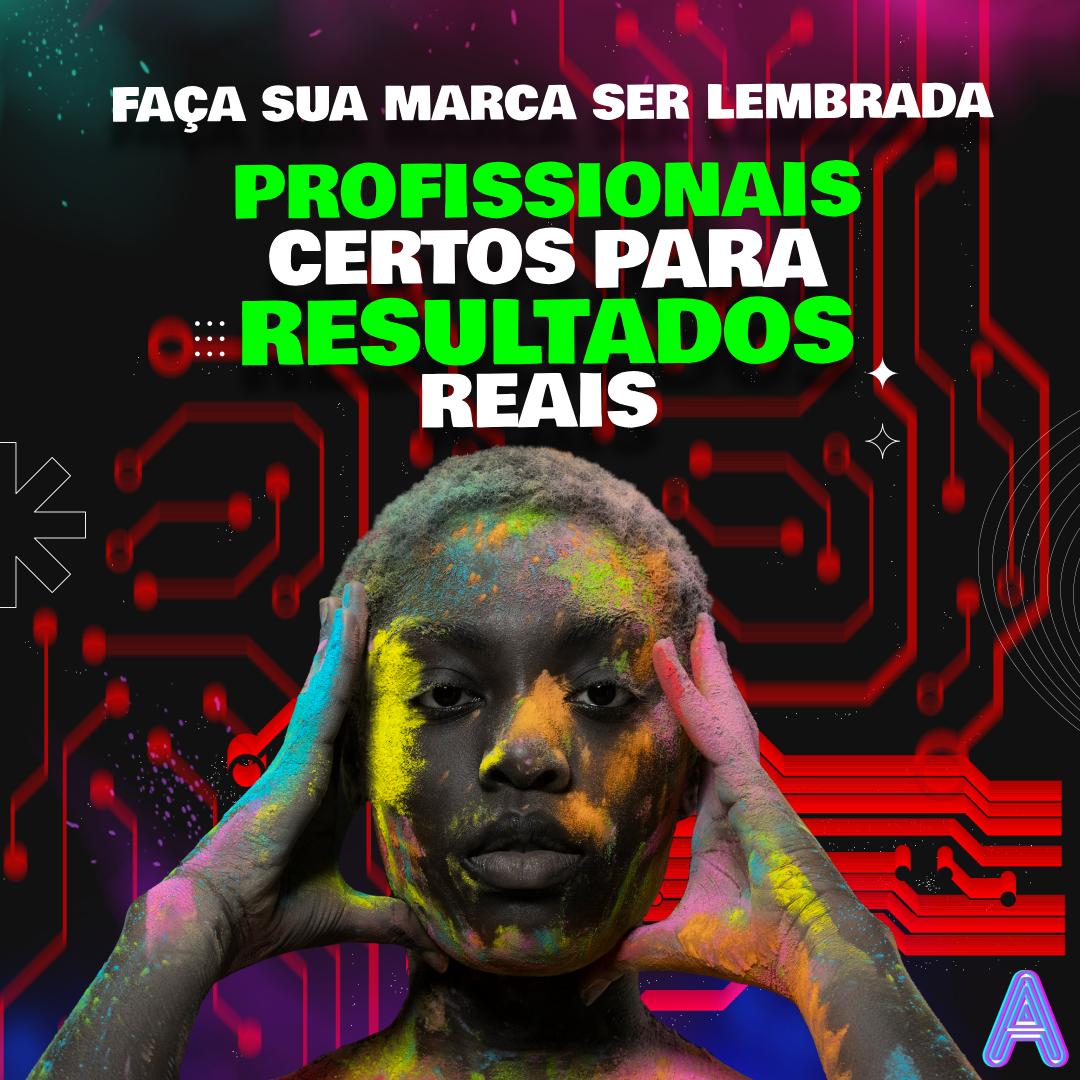 FAÇA SUA MARCA SER LEMBRADA
PROFISSIONAIS
CERTOS PARA
RESULTADOS
REAIS
A